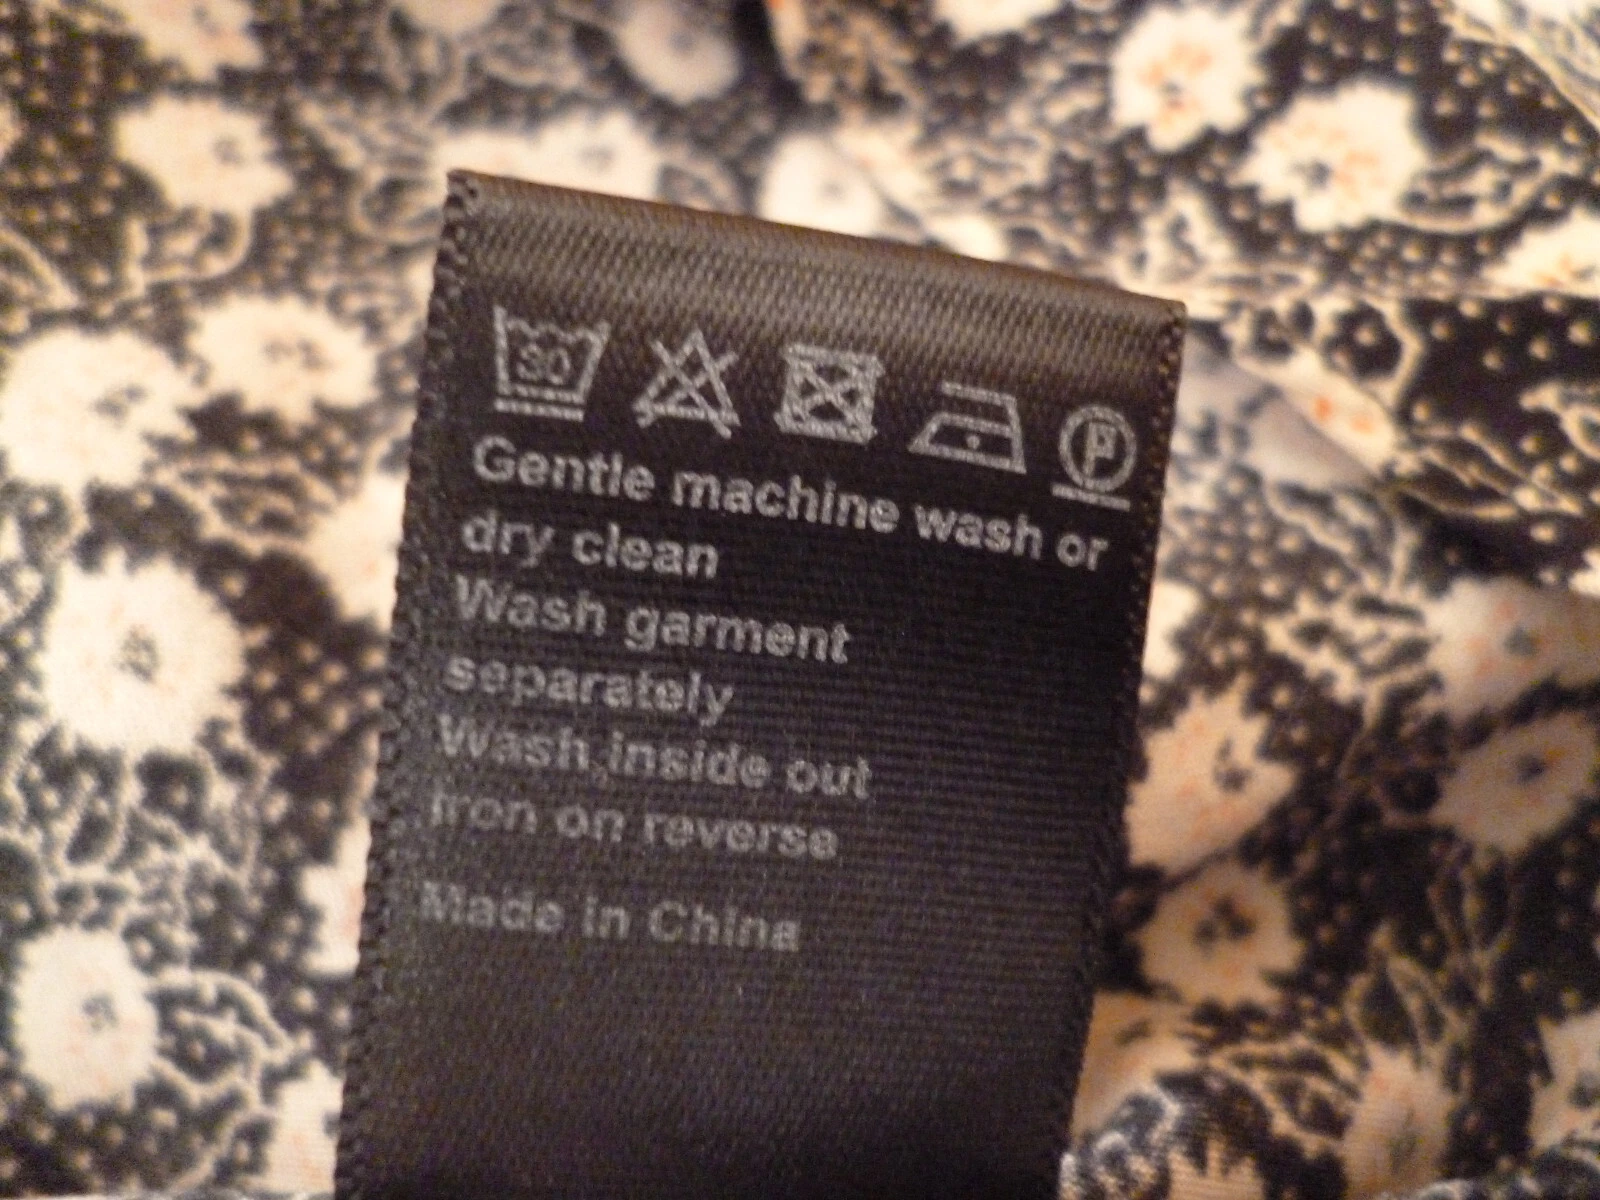 30
P
Gentle machine wash or
dry clean
Wash garment
separately
Wash inside out
Iron on reverse
Made in China